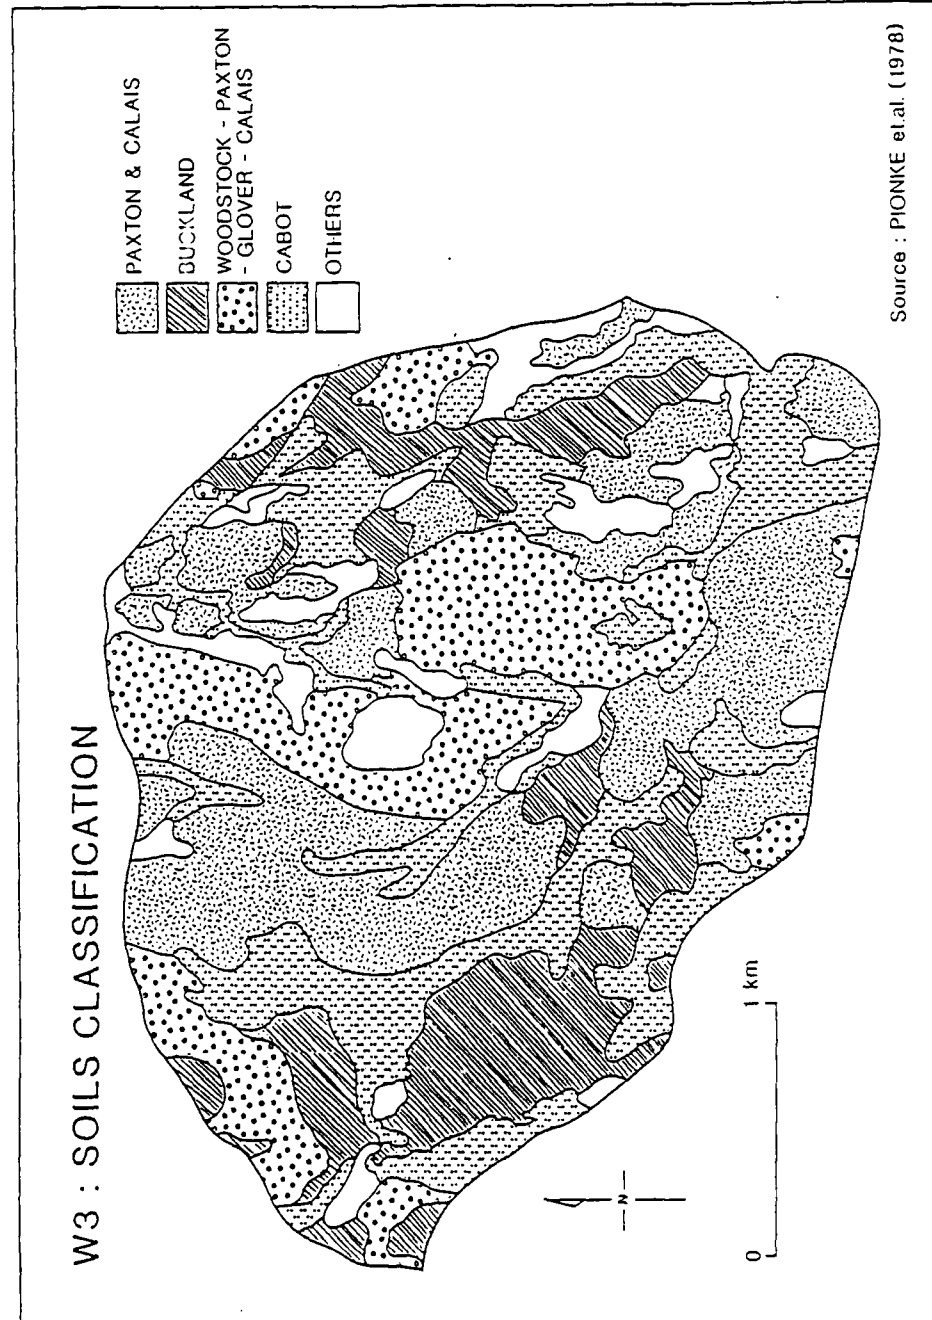 W3 : SOILS CLASSIFICATION
PAXTON & CALAIS
BUCKLAND
WOODSTOCK - PAXTON
- GLOVER - CALAIS
CABOT
OTHERS
N
0
1 km
Source : PIONKE et.al. (1978)